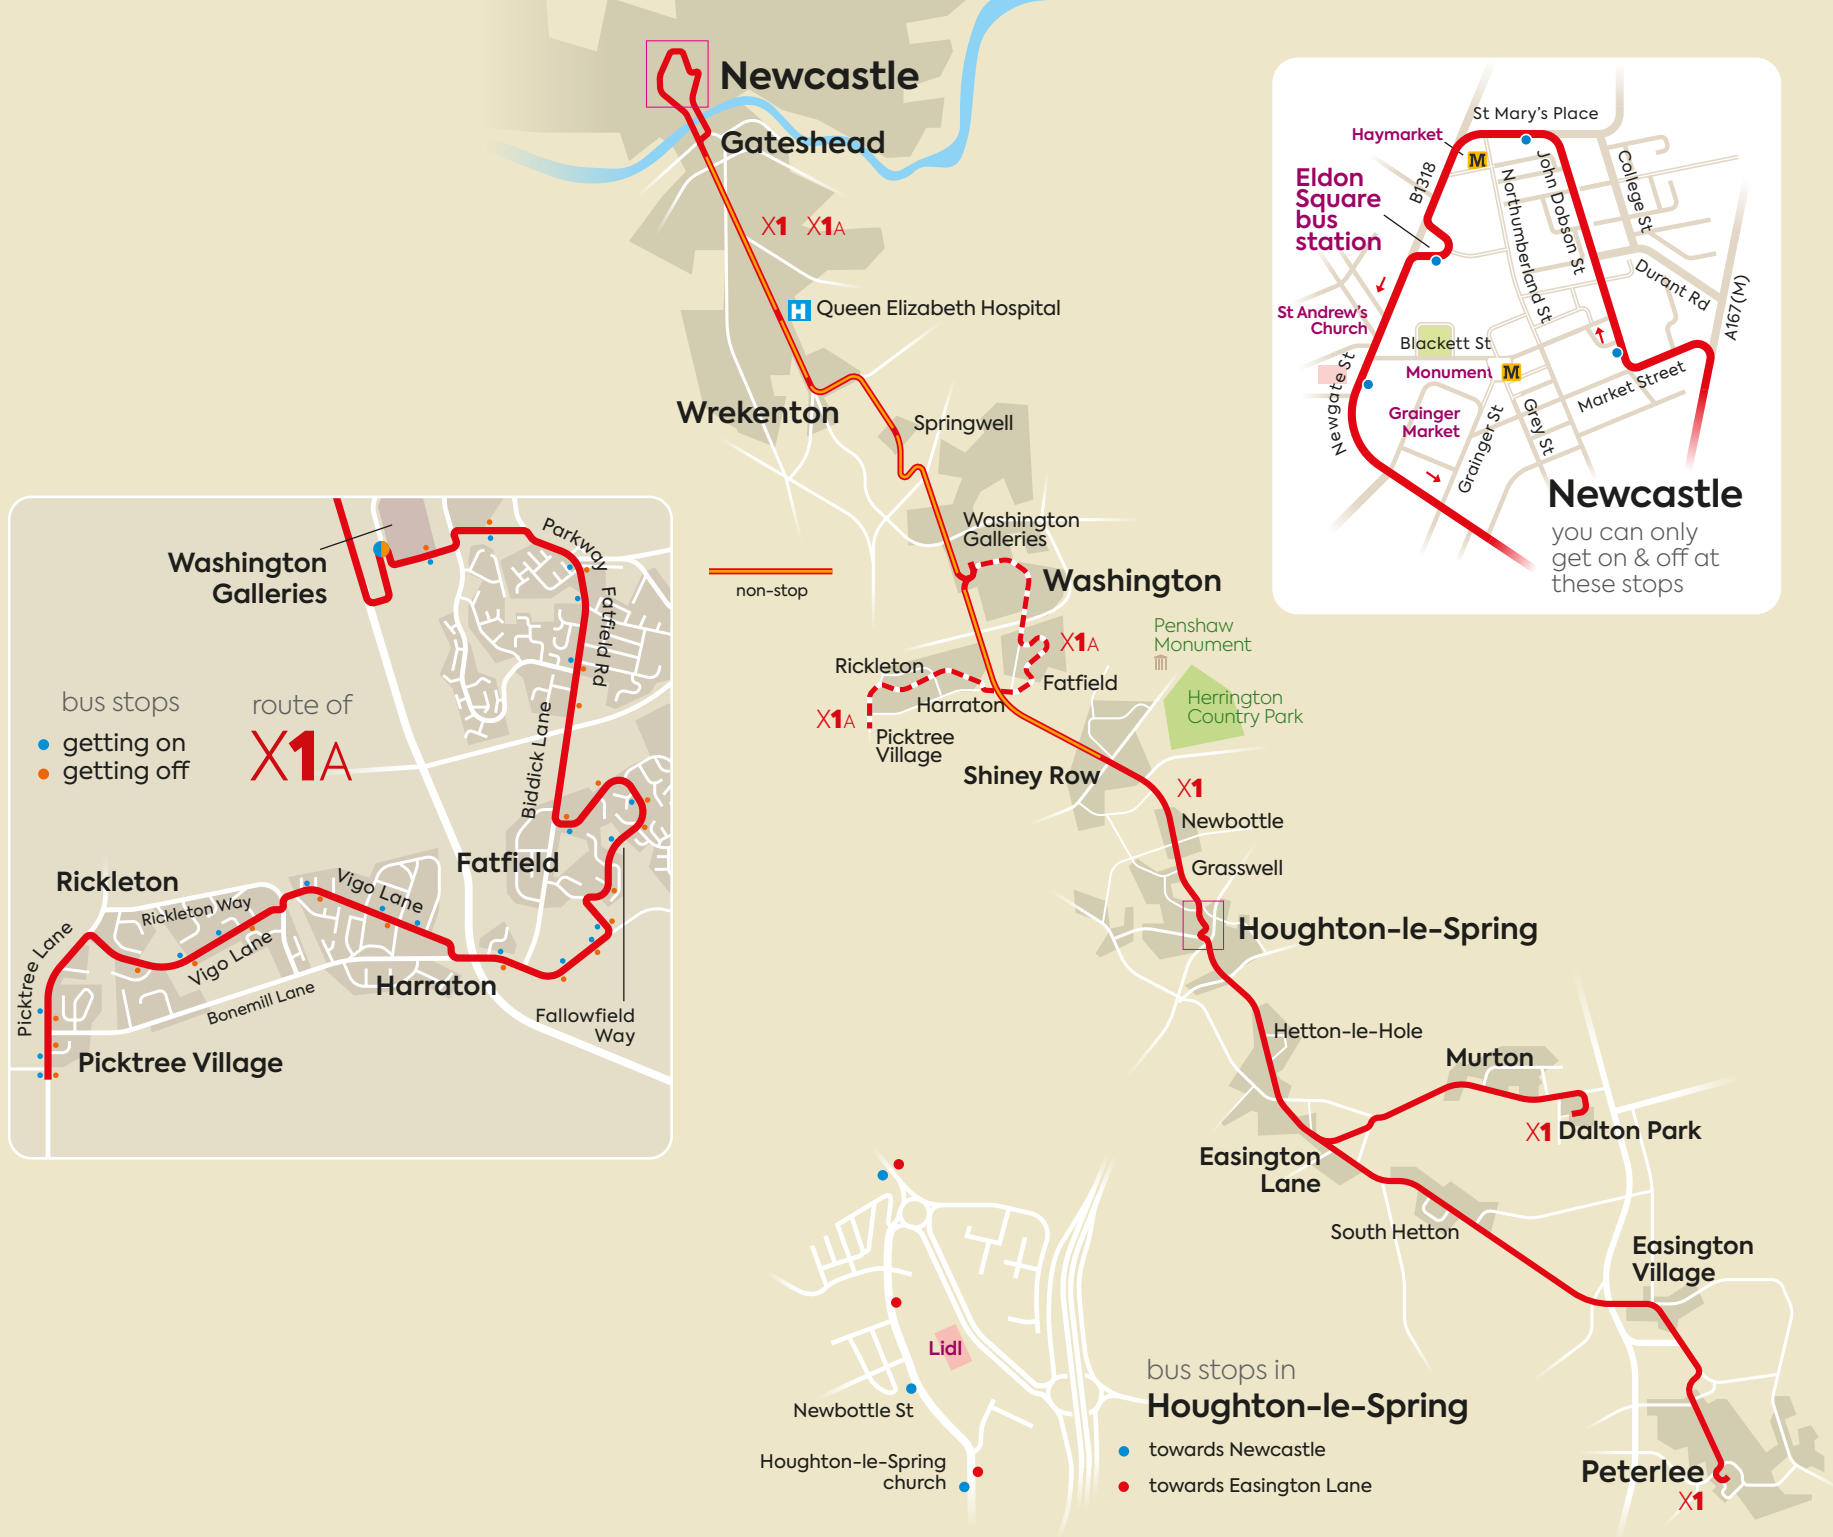 Newcastle
Gateshead
X1 X1A
H Queen Elizabeth Hospital
Wrekenton
Springwell
Washington
Galleries
non-stop
Washington
X1A
Penshaw
Monument
Rickleton
Fatfield
Herrington
Country Park
Harraton
X1A
Picktree
Village
Shiney Row
X1
Newbottle
Grasswell
Houghton-le-Spring
Hetton-le-Hole
Murton
X1 Dalton Park
Easington
Lane
South Hetton
Easington
Village
Peterlee
X1
St Mary's Place
Haymarket
M
Eldon
Square
bus
station
B1318
Northumberland St
John Dobson St
College St
Durant Rd
A167(M)
St Andrew's
Church
Blackett St
Monument M
Newgate St
Market Street
Grainger
Market
Grainger St
Grey St
Newcastle
you can only
get on & off at
these stops
Washington
Galleries
Parkway
Fatfield Rd
bus stops
getting on
getting off
route of
X1A
Biddick Lane
Fatfield
Rickleton
Rickleton Way
Vigo Lane
Picktree Lane
Vigo Lane
Harraton
Bonemill Lane
Fallowfield
Way
Picktree Village
Lidl
Newbottle St
Houghton-le-Spring
church
bus stops in
Houghton-le-Spring
towards Newcastle
towards Easington Lane